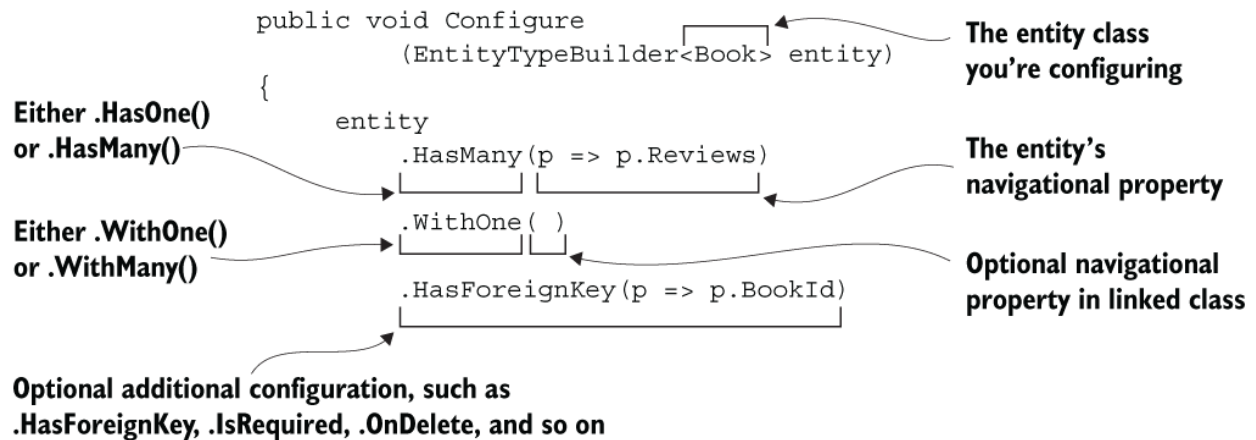 public void Configure
(EntityTypeBuilder<Book> entity)
The entity class
you're configuring
{
Either .HasOne()
or .HasMany()
entity
.HasMany(p => p.Reviews)
The entity's
navigational property
Either .WithOne()
or .WithMany()
.WithOne( )
Optional navigational
property in linked class
.HasForeignKey(p => p.BookId)
Optional additional configuration, such as
.HasForeignKey, .IsRequired, .OnDelete, and so on